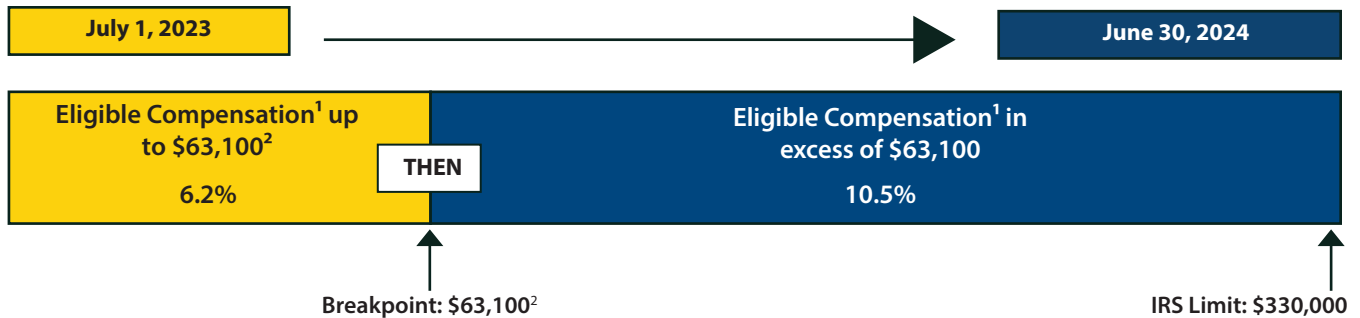 July 1, 2023
June 30, 2024
Eligible Compensation¹ up
to $63,100²
6.2%
THEN
Eligible Compensation¹ in
excess of $63,100
10.5%
Breakpoint: $63,100²
IRS Limit: $330,000